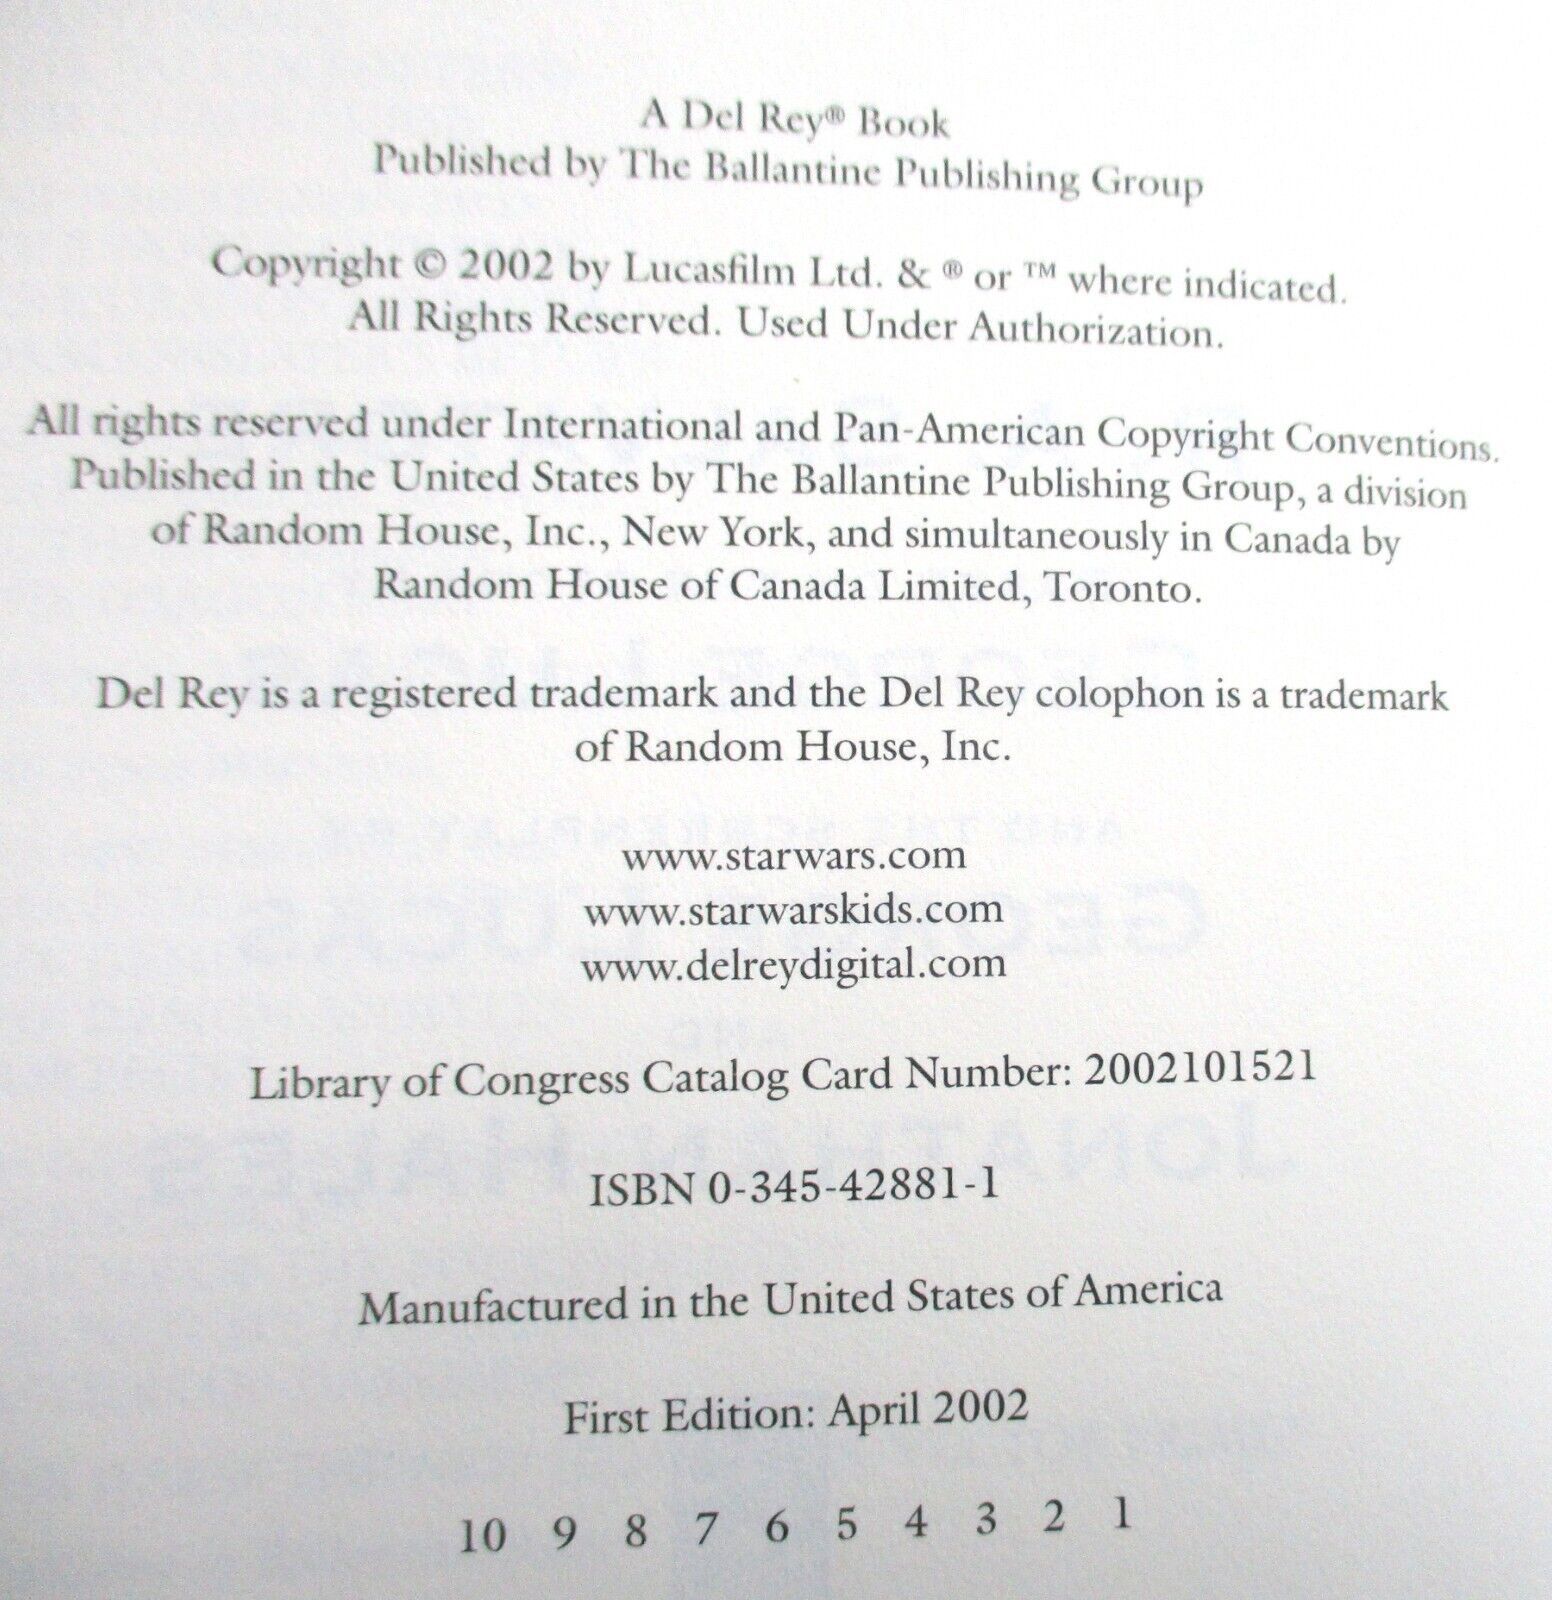 A Del Rey® Book
Published by The Ballantine Publishing Group
Copyright © 2002 by Lucasfilm Ltd. & ® or ™ where indicated.
All Rights Reserved. Used Under Authorization.
All rights reserved under International and Pan-American Copyright Conventions.
Published in the United States by The Ballantine Publishing Group, a division
of Random House, Inc., New York, and simultaneously in Canada by
Random House of Canada Limited, Toronto.
Del Rey is a registered trademark and the Del Rey colophon is a trademark
of Random House, Inc.
www.starwars.com
www.starwarskids.com
www.delreydigital.com
Library of Congress Catalog Card Number: 2002101521
ISBN 0-345-42881-1
Manufactured in the United States of America
First Edition: April 2002
10 9 8 7 6 5 4 3 2 1